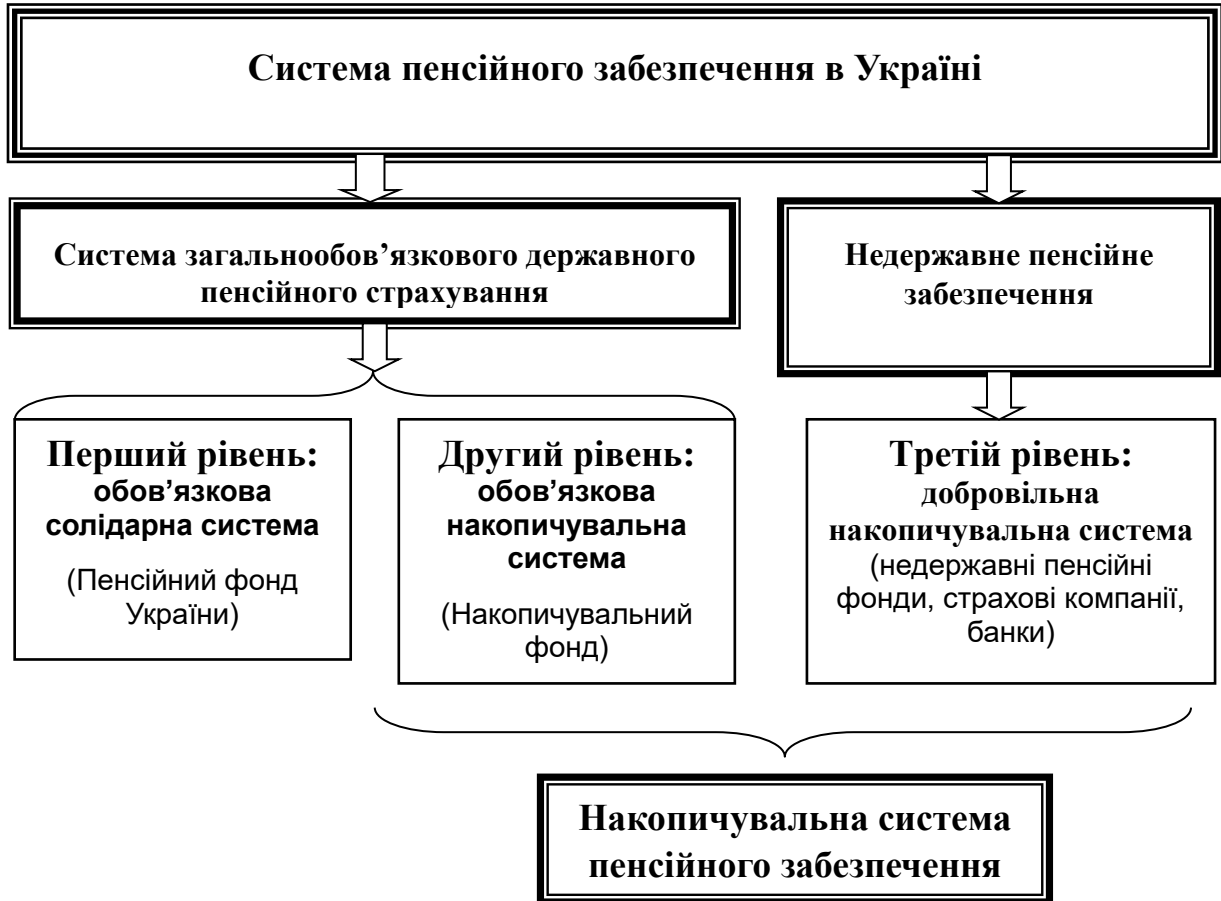 Система пенсійного забезпечення в Україні
Система загальнообов’язкового державного
пенсійного страхування
Недержавне пенсійне
забезпечення
Перший рівень:
обов’язкова
солідарна система
(Пенсійний фонд
України)
Другий рівень:
обов’язкова
накопичувальна
система
(Накопичувальний
фонд)
Третій рівень:
добровільна
накопичувальна система
(недержавні пенсійні
фонди, страхові компанії,
банки)
Накопичувальна система
пенсійного забезпечення